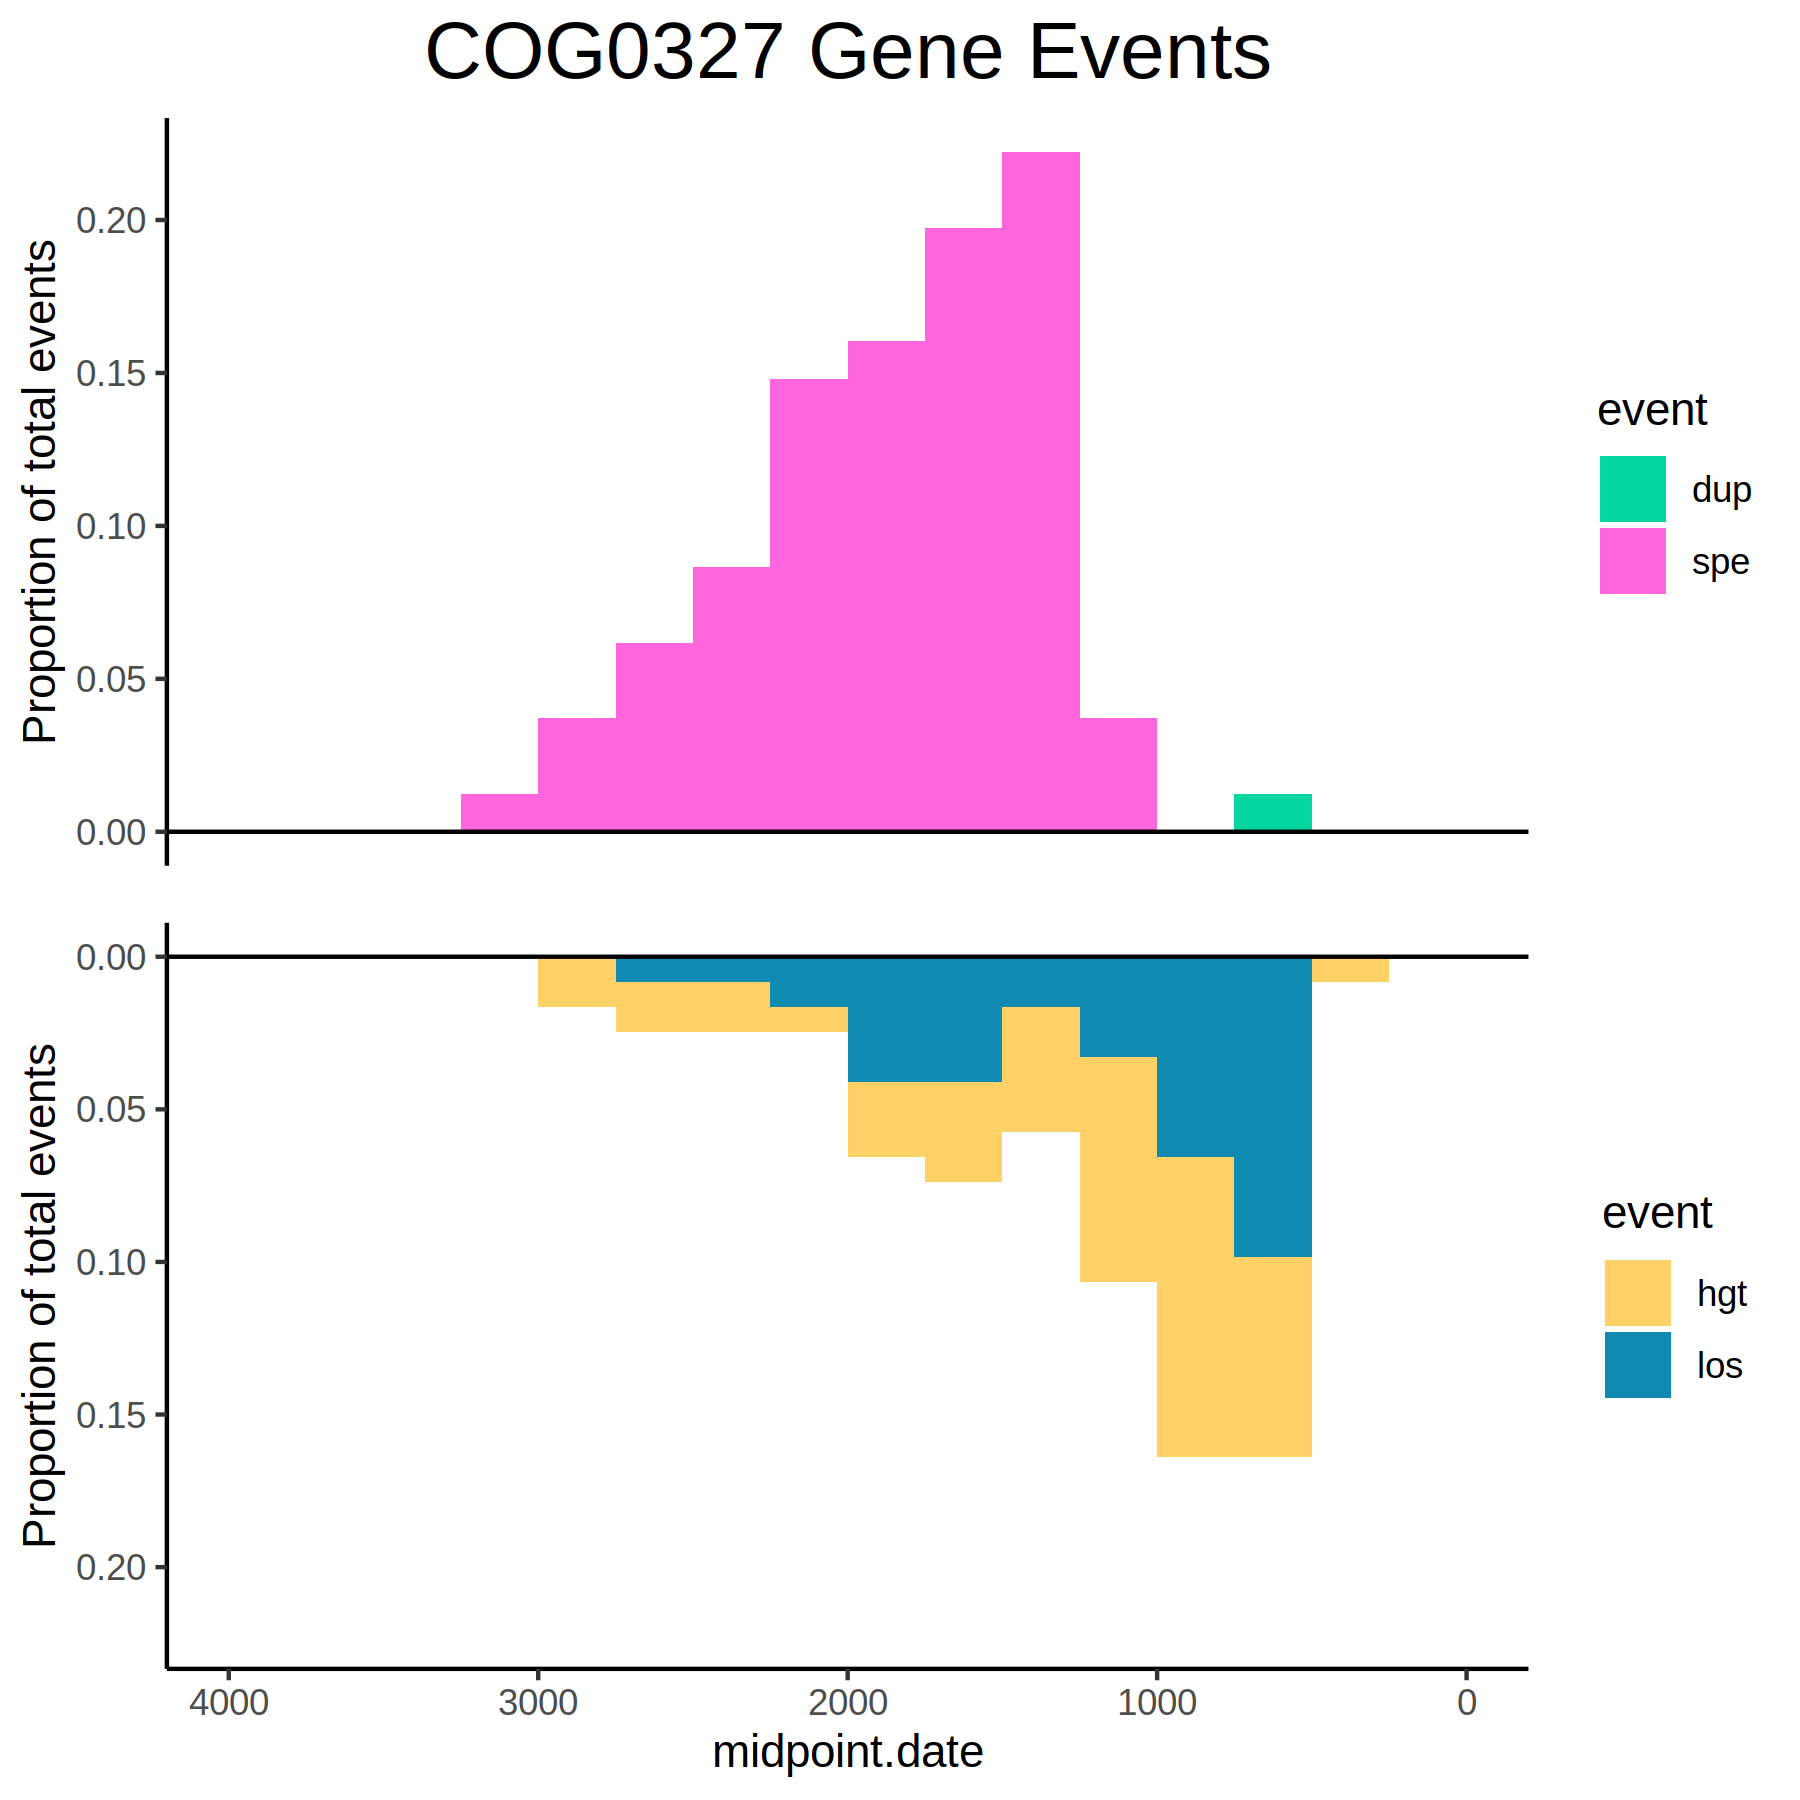 COG0327 Gene Events
Proportion of total events
0.20
0.15
0.10
0.05
0.00
event
dup
spe
Proportion of total events
0.00
0.05
0.10
0.15
0.20
event
hgt
los
4000 3000 2000 1000 0
midpoint.date